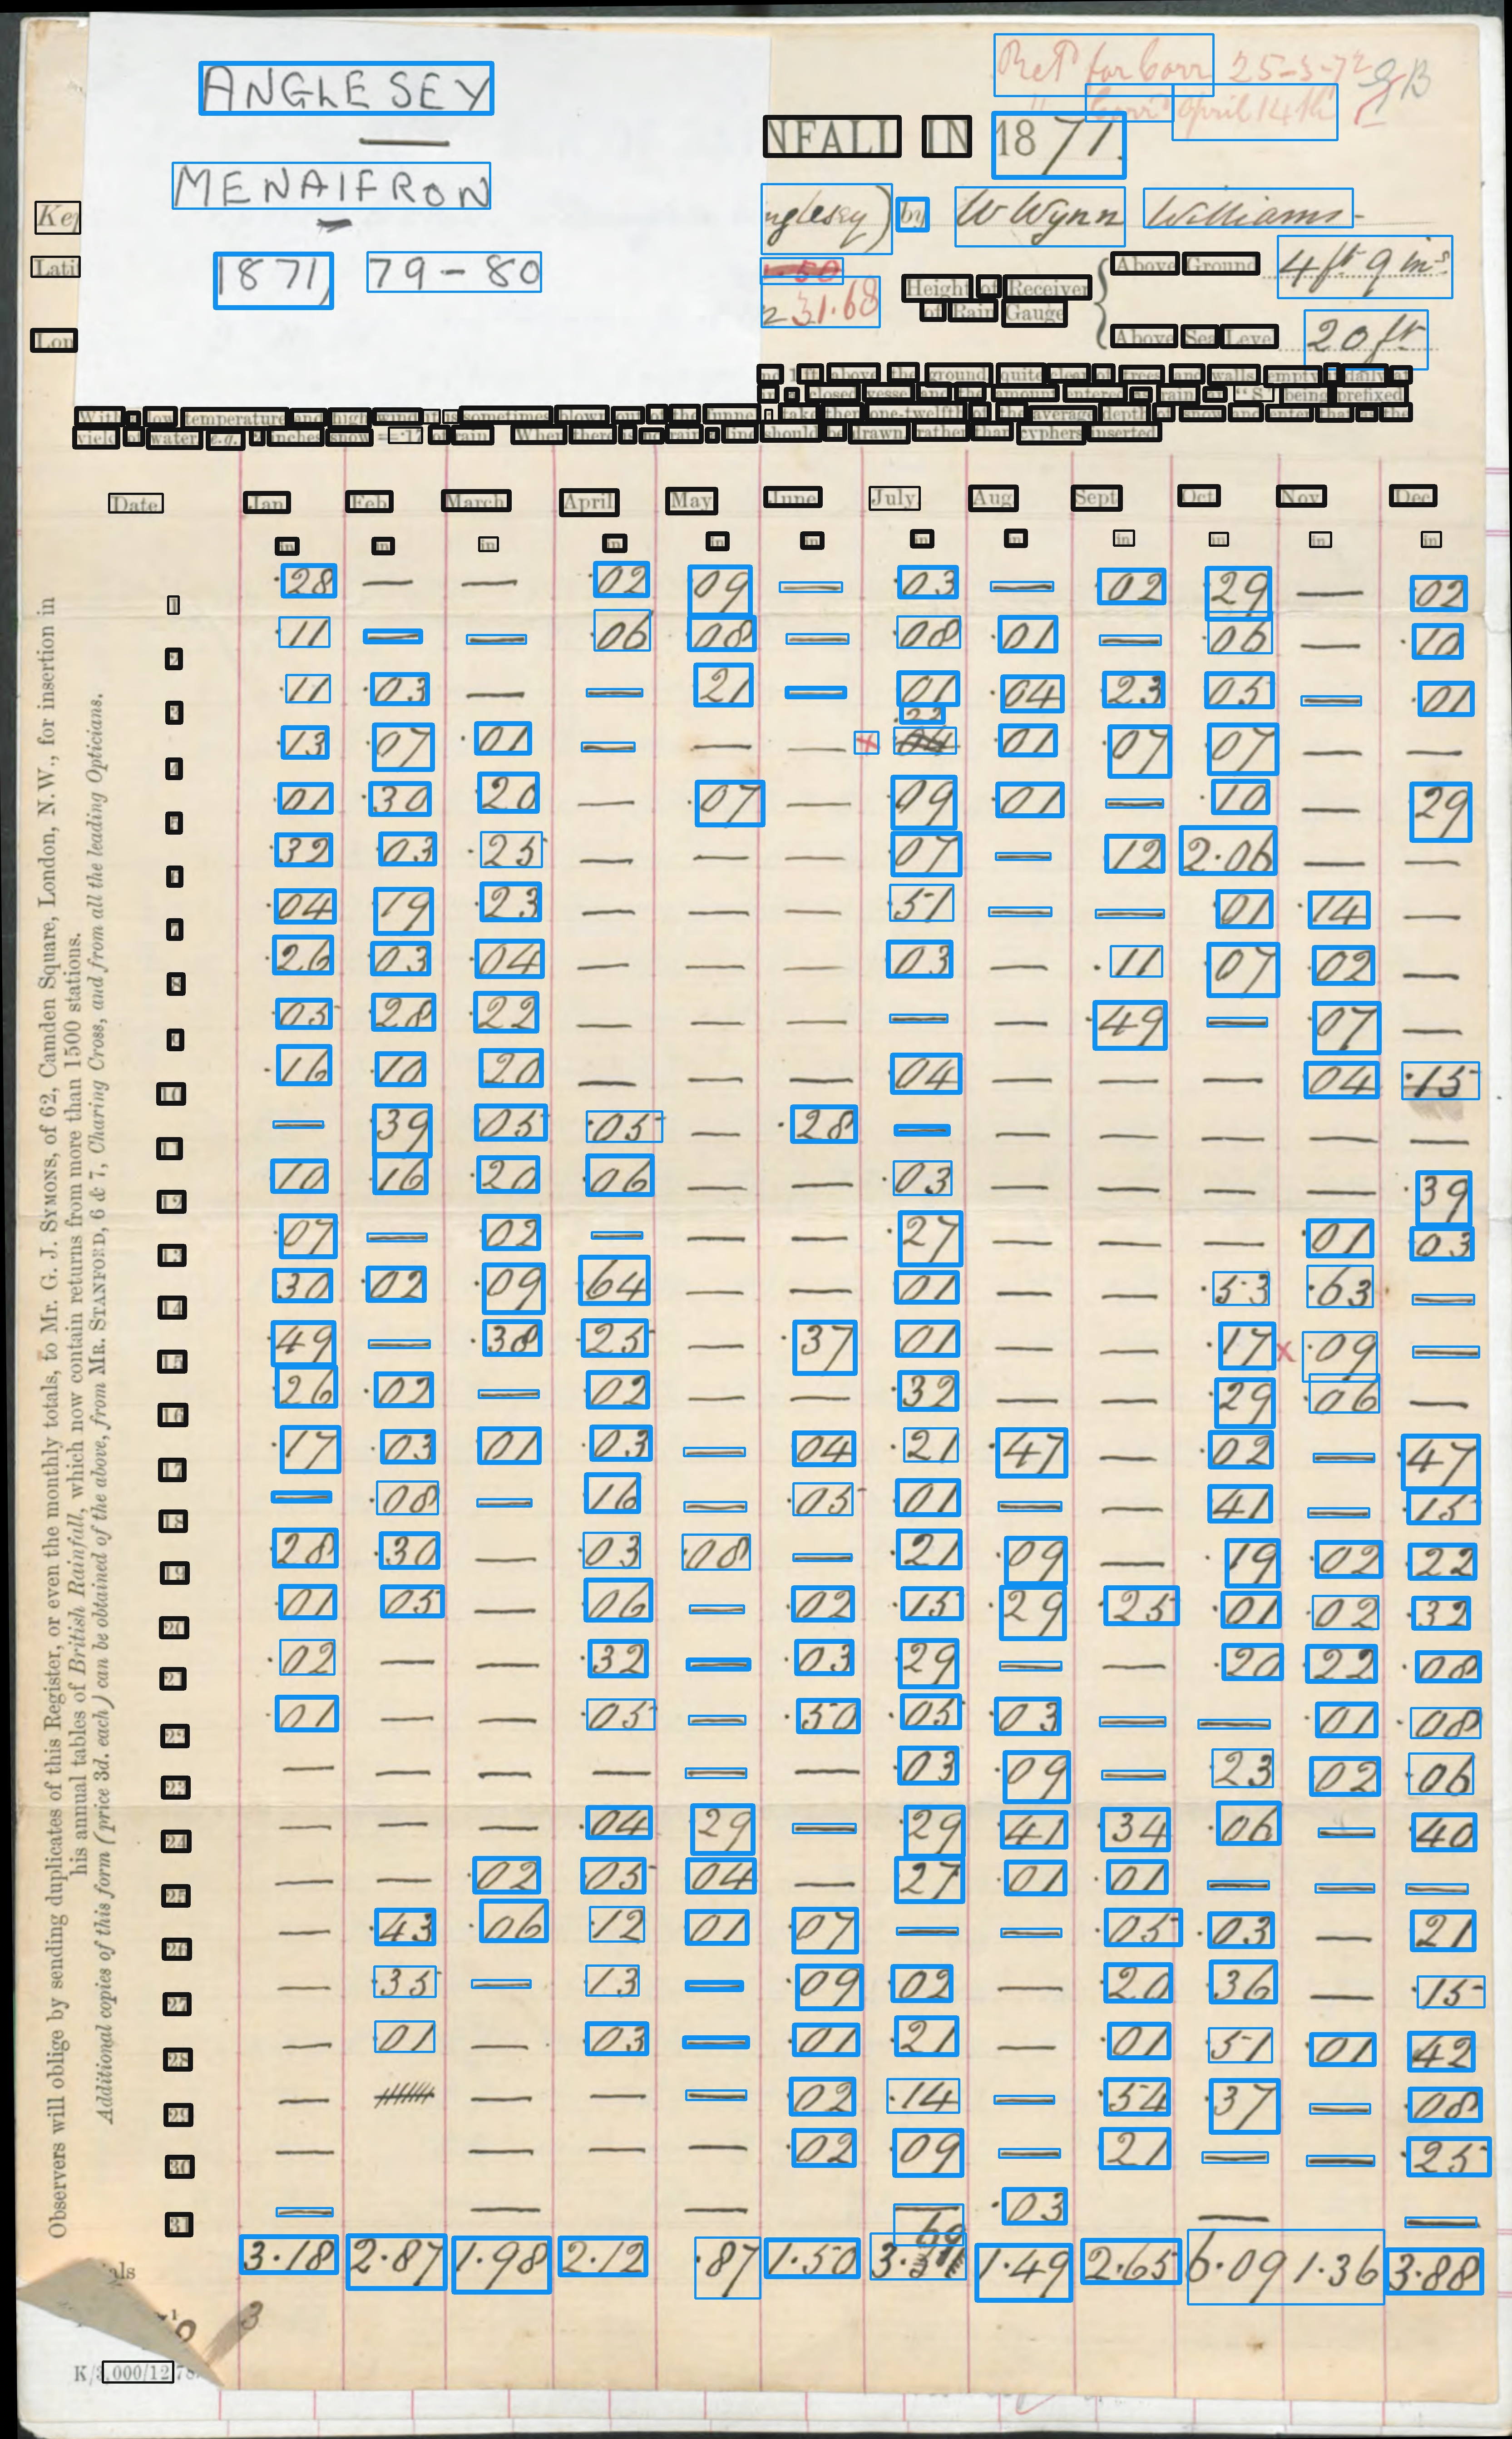 ANGLESEY
MENAIFRON
1871, 79-80
Retd for Corr 25-3-72 GB
" Corr April 14th
NFALL IN 1871.
nglesey) by W Wynn Williams
Key
Lati 50
Lon 31.68
Height of Receiver of Rain Gauge
Above Ground 4 ft 9 ins
Above Sea Level 20 ft
nd 1 ft. above the ground, quite clear of trees and walls, emptying daily at
closed vessel and the amount entered as rain "S" being prefixed
With low temperature and high wind it is sometimes blown out of the funnel, take then one-twelfth of the average depth of snow and enter that as the
yield of water, e.g. 2 inches snow =·17 of rain. When there is no rain a line should be drawn rather than cyphers inserted.
Date Jan Feb March April May June July Aug Sept Oct Nov Dec
in in in in in in in in in in in in
1 ·28 — — ·02 ·09 — ·03 — ·02 ·29 — ·02
2 ·11 — — ·06 ·08 — ·08 ·01 — ·06 — ·10
3 ·11 ·03 — — ·21 — ·01 ·04 ·23 ·05 — ·01
4 ·13 ·07 ·01 — — — x 22 04 ·01 ·07 ·07 — —
5 ·01 ·30 ·20 — ·07 — ·09 ·01 — ·10 — ·29
6 ·32 ·03 ·25 — — — ·07 — ·12 2·06 — —
7 ·04 ·19 ·23 — — — ·51 — — ·01 ·14 —
8 ·26 ·03 ·04 — — — ·03 — ·11 ·07 ·02 —
9 ·05 ·28 ·22 — — — — — ·49 — ·07 —
10 ·16 ·10 ·20 — — — ·04 — — — ·04 ·15
11 — ·39 ·05 ·05 — ·28 — — — — — —
12 ·10 ·16 ·20 ·06 — — ·03 — — — — ·39
13 ·07 — ·02 — — — ·27 — — — ·01 ·03
14 ·30 ·02 ·09 ·64 — — ·01 — — ·53 ·63 —
15 ·49 — ·38 ·25 — ·37 ·01 — — ·17 x ·09 —
16 ·26 ·02 — ·02 — — ·32 — — ·29 ·06 —
17 ·17 ·03 ·01 ·03 — ·04 ·21 ·47 — ·02 — ·47
18 — ·08 — ·16 — ·05 ·01 — — ·41 — ·15
19 ·28 ·30 — ·03 ·08 — ·21 ·09 — ·19 ·02 ·22
20 ·01 ·05 — ·06 — ·02 ·15 ·29 ·25 ·01 ·02 ·32
21 ·02 — — ·32 — ·03 ·29 — — ·20 ·22 ·08
22 ·01 — — ·05 — ·50 ·05 ·03 — — ·01 ·08
23 — — — — — — ·03 ·09 — ·23 ·02 ·06
24 — — — ·04 ·29 — ·29 ·41 ·34 ·06 — ·40
25 — — ·02 ·05 ·04 — ·27 ·01 ·01 — — —
26 — ·43 ·06 ·12 ·01 ·07 — — ·05 ·03 — ·21
27 — ·35 — ·13 — ·09 ·02 — ·20 ·36 — ·15
28 — ·01 — ·03 — ·01 ·21 — ·01 ·51 ·01 ·42
29 — — — — ·02 ·14 — ·54 ·37 — ·08
30 — — — — ·02 ·09 — ·21 — — ·25
31 — — — — ·03 — —
als 3·18 2·87 1·98 2·12 ·87 1·50 3·69 1·49 2·65 6·09 1·36 3·88
3
K/3,000/12/78
Observers will oblige by sending duplicates of this Register, or even the monthly totals, to Mr. G. J. SYMONS, of 62, Camden Square, London, N.W., for insertion in
his annual tables of British Rainfall, which now contain returns from more than 1500 stations.
Additional copies of this form (price 3d. each) can be obtained of the above, from MR. STANFORD, 6 & 7, Charing Cross, and from all the leading Opticians.